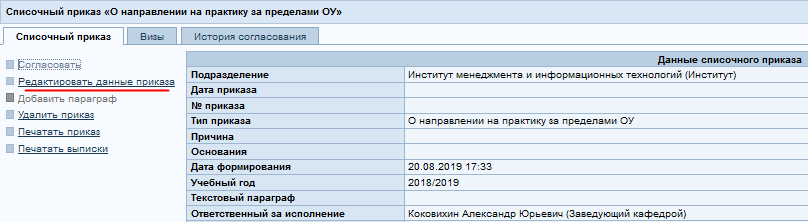 Списочный приказ «О направлении на практику за пределами ОУ»
Списочный приказ Визы История согласования
Согласовать
Редактировать данные приказа
Добавить параграф
Удалить приказ
Печатать приказ
Печатать выписки
Данные списочного приказа
Подразделение Институт менеджмента и информационных технологий (Институт)
Дата приказа
№ приказа
Тип приказа О направлении на практику за пределами ОУ
Причина
Основания
Дата формирования 20.08.2019 17:33
Учебный год 2018/2019
Текстовый параграф
Ответственный за исполнение Коковихин Александр Юрьевич (Заведующий кафедрой)